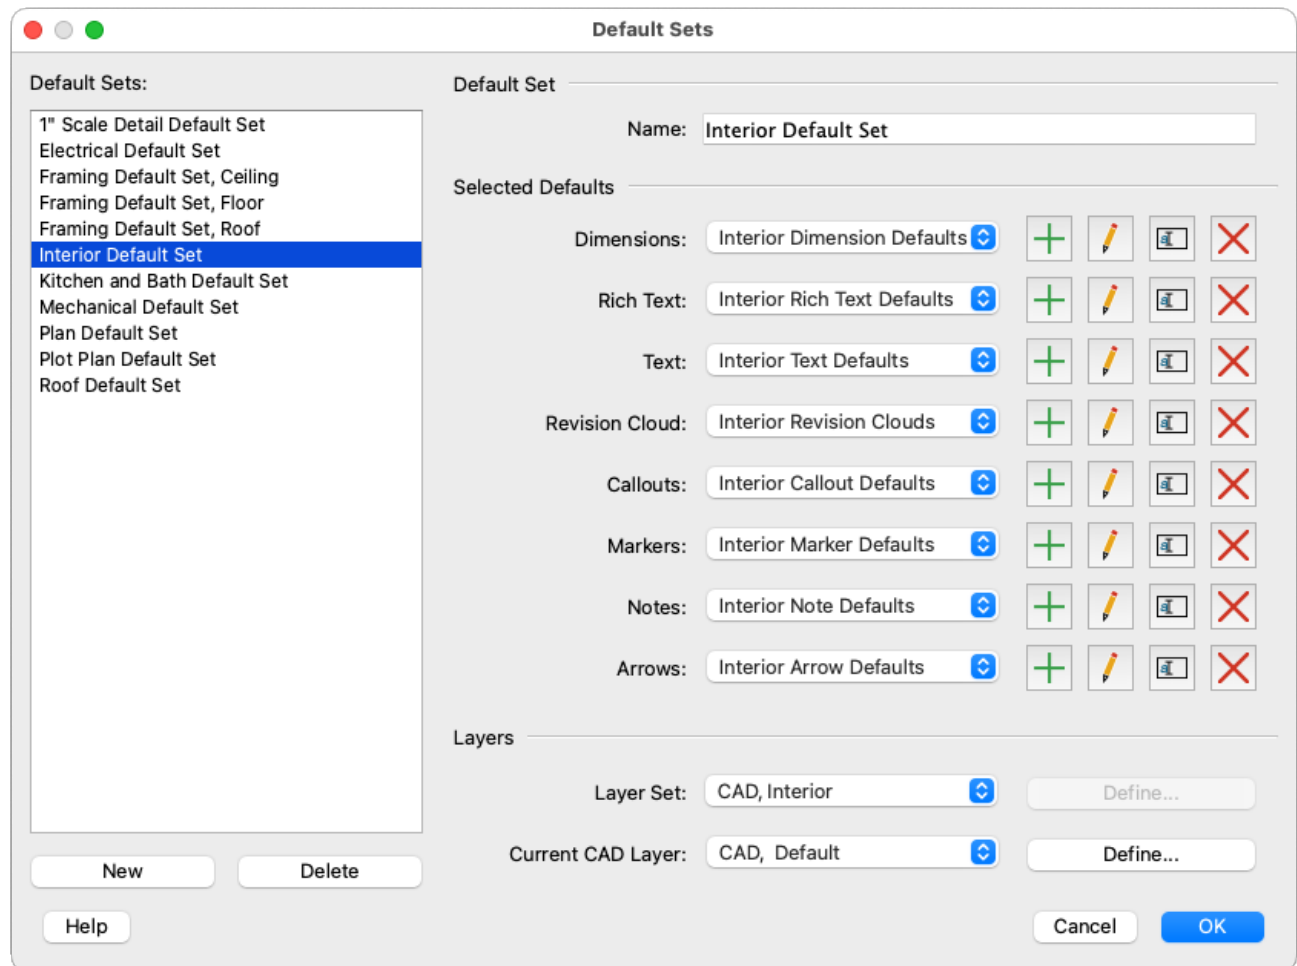 Default Sets
Default Sets:
1" Scale Detail Default Set
Electrical Default Set
Framing Default Set, Ceiling
Framing Default Set, Floor
Framing Default Set, Roof
Interior Default Set
Kitchen and Bath Default Set
Mechanical Default Set
Plan Default Set
Plot Plan Default Set
Roof Default Set
New Delete
Help
Default Set
Name: Interior Default Set
Selected Defaults
Dimensions: Interior Dimension Defaults
Rich Text: Interior Rich Text Defaults
Text: Interior Text Defaults
Revision Cloud: Interior Revision Clouds
Callouts: Interior Callout Defaults
Markers: Interior Marker Defaults
Notes: Interior Note Defaults
Arrows: Interior Arrow Defaults
Layers
Layer Set: CAD, Interior Define...
Current CAD Layer: CAD, Default Define...
Cancel OK